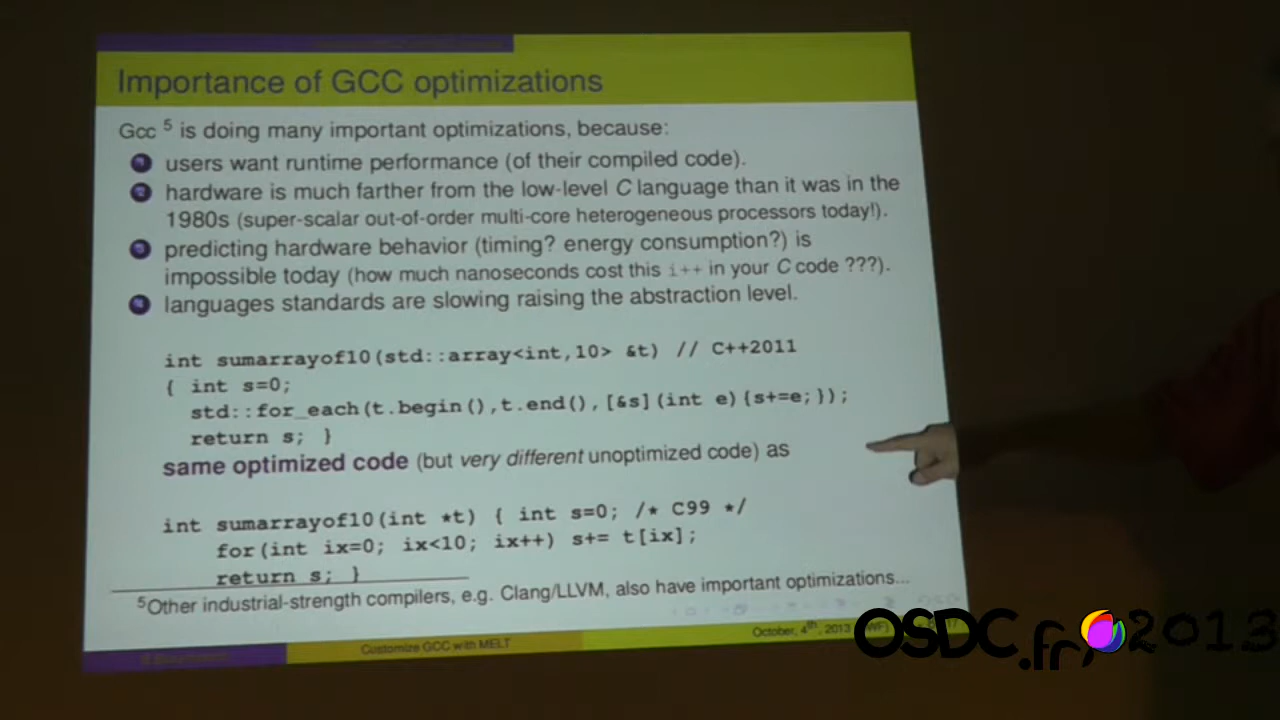 Importance of GCC optimizations
Gcc 5 is doing many important optimizations, because:
1 users want runtime performance (of their compiled code).
2 hardware is much farther from the low-level C language than it was in the
1980s (super-scalar out-of-order multi-core heterogeneous processors today!).
3 predicting hardware behavior (timing? energy consumption?) is
impossible today (how much nanoseconds cost this i++ in your C code ???).
4 languages standards are slowing raising the abstraction level.
int sumarrayof10(std::array<int,10> &t) // C++2011
{ int s=0;
std::for_each(t.begin(),t.end(),[&s](int e){s+=e;});
return s; }
same optimized code (but very different unoptimized code) as
int sumarrayof10(int *t) { int s=0; /* C99 */
for(int ix=0; ix<10; ix++) s+= t[ix];
return s; }
5Other industrial-strength compilers, e.g. Clang/LLVM, also have important optimizations...
Customize GCC with MELT
October, 4th, 2013
OSDC.fr 2013